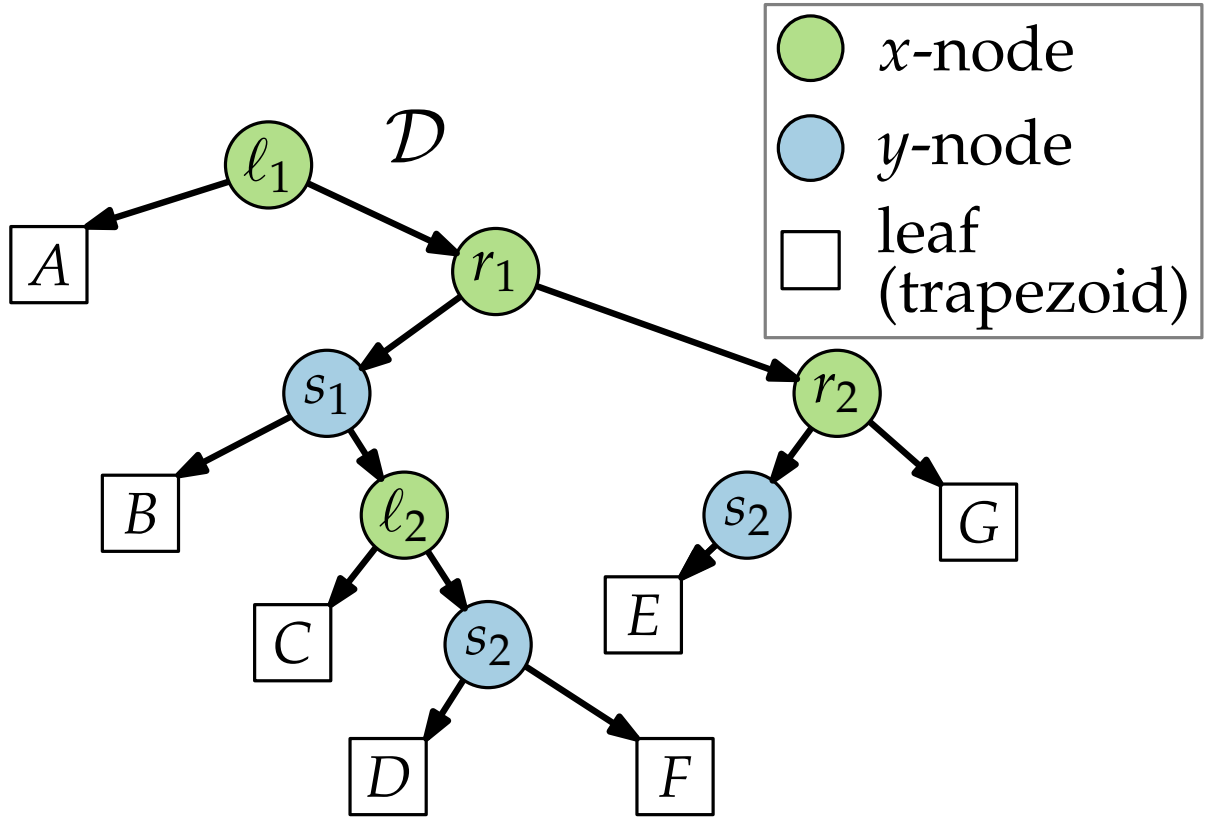 x-node
y-node
leaf
(trapezoid)
𝒟
ℓ₁
A
r₁
s₁
r₂
B
ℓ₂
s₂
G
C
E
s₂
D
F